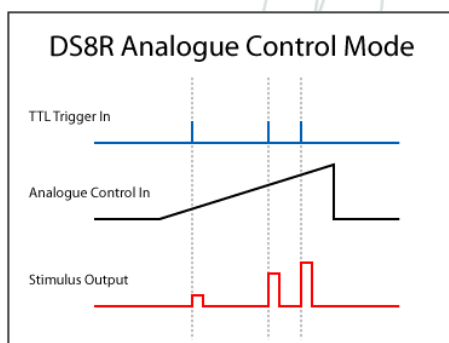 DS8R Analogue Control Mode
TTL Trigger In
Analogue Control In
Stimulus Output